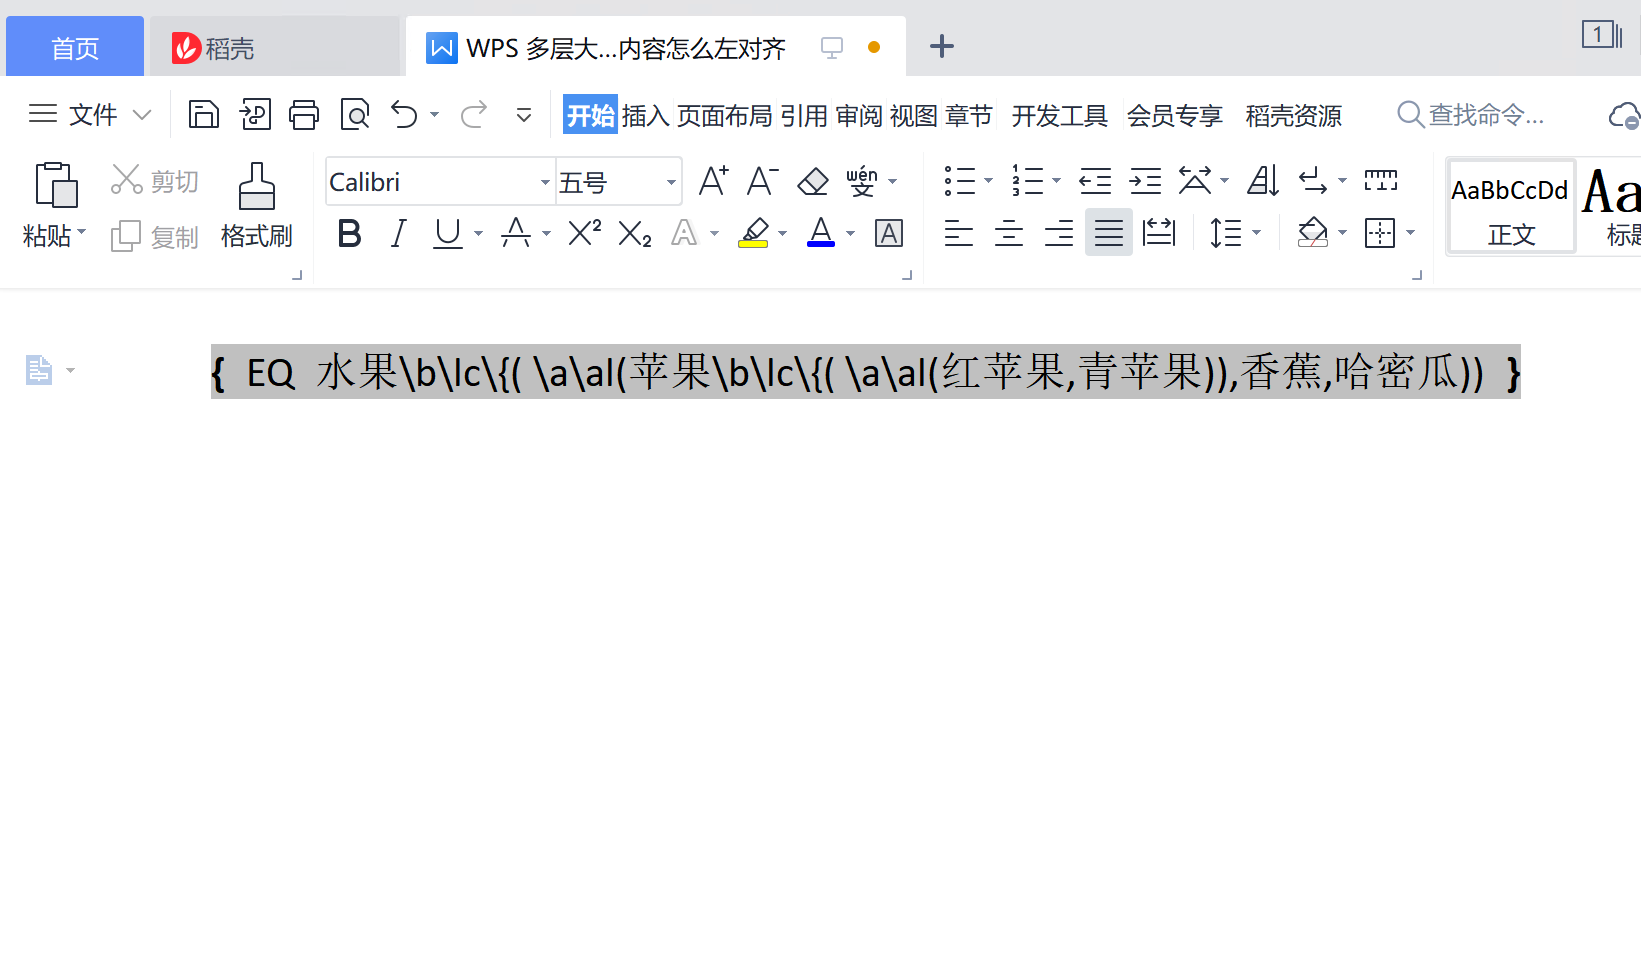 首页 稻壳 WPS 多层大...内容怎么左对齐 1
文件 开始 插入 页面布局 引用 审阅 视图 章节 开发工具 会员专享 稻壳资源 查找命令...
剪切 Calibri 五号 A+ A- wén 文 AaBbCcDd Aa
粘贴 复制 格式刷 B I U A X² X₂ A A A 正文 标题
{ EQ 水果\b\lc\{( \a\al(苹果\b\lc\{( \a\al(红苹果,青苹果)),香蕉,哈密瓜)) }